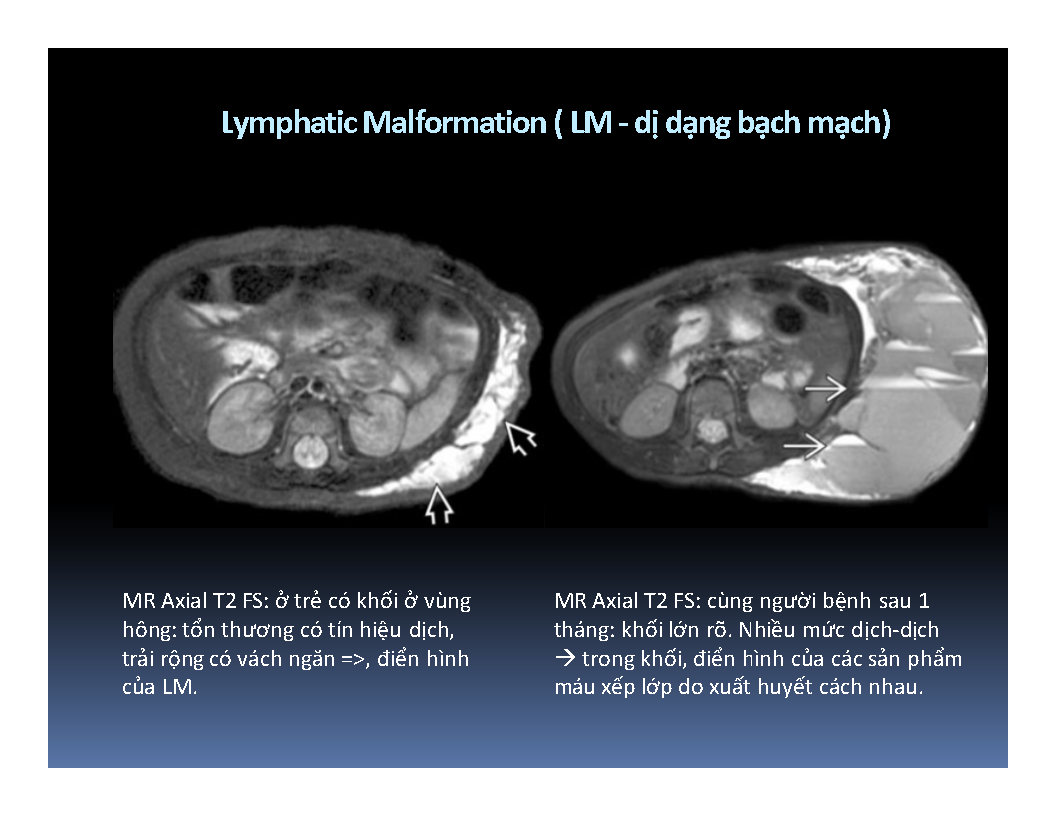 Lymphatic Malformation ( LM - dị dạng bạch mạch)
MR Axial T2 FS: ở trẻ có khối ở vùng
hông: tổn thương có tín hiệu dịch,
trải rộng có vách ngăn =>, điển hình
của LM.
MR Axial T2 FS: cùng người bệnh sau 1
tháng: khối lớn rõ. Nhiều mức dịch-dịch
→ trong khối, điển hình của các sản phẩm
máu xếp lớp do xuất huyết cách nhau.